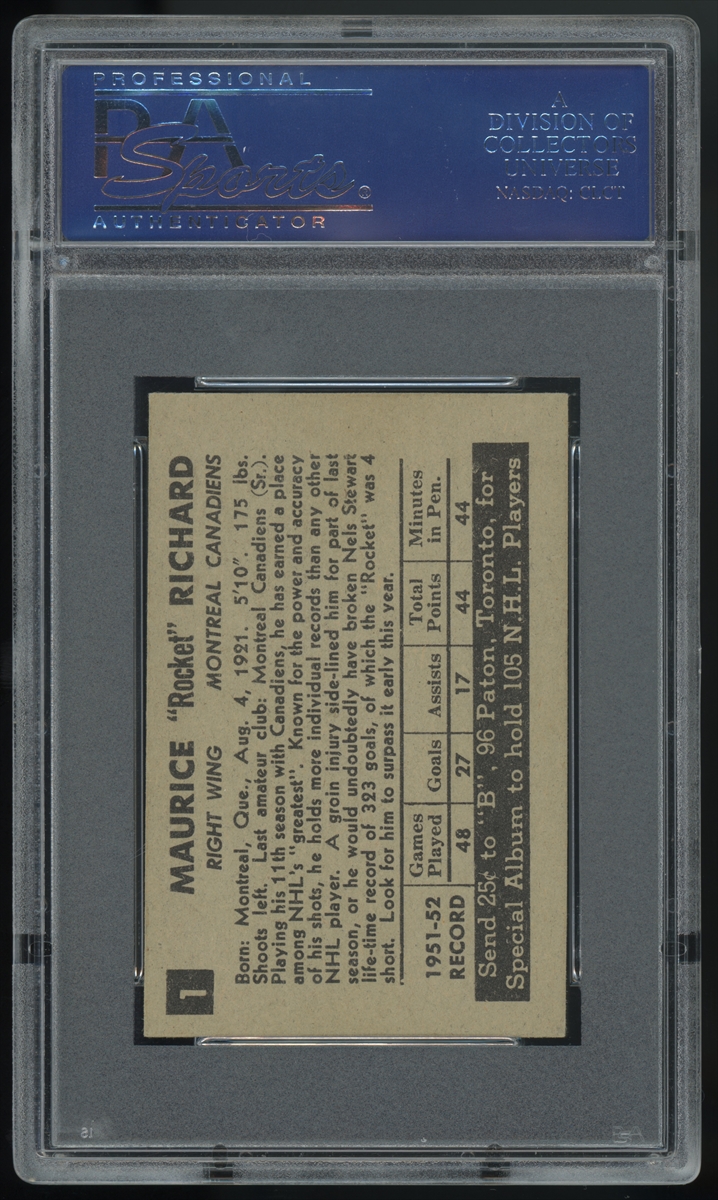 PROFESSIONAL
PSA
Sports®
AUTHENTICATOR
A
DIVISION OF
COLLECTORS
UNIVERSE
NASDAQ: CLCT
1
MAURICE "Rocket" RICHARD
RIGHT WING MONTREAL CANADIENS
Born: Montreal, Que., Aug. 4, 1921. 5'10". 175 lbs.
Shoots left. Last amateur club: Montreal Canadiens (Sr.).
Playing his 11th season with Canadiens, he has earned a place
among NHL's "greatest". Known for the power and accuracy
of his shots, he holds more individual records than any other
NHL player. A groin injury side-lined him for part of last
season, or he would undoubtedly have broken Nels Stewart
life-time record of 323 goals, of which the "Rocket" was 4
short. Look for him to surpass it early this year.
1951-52 RECORD
Games Played Goals Assists Total Points Minutes in Pen.
48 27 17 44 44
Send 25¢ to "B", 96 Paton, Toronto, for
Special Album to hold 105 N.H.L. Players
PSA